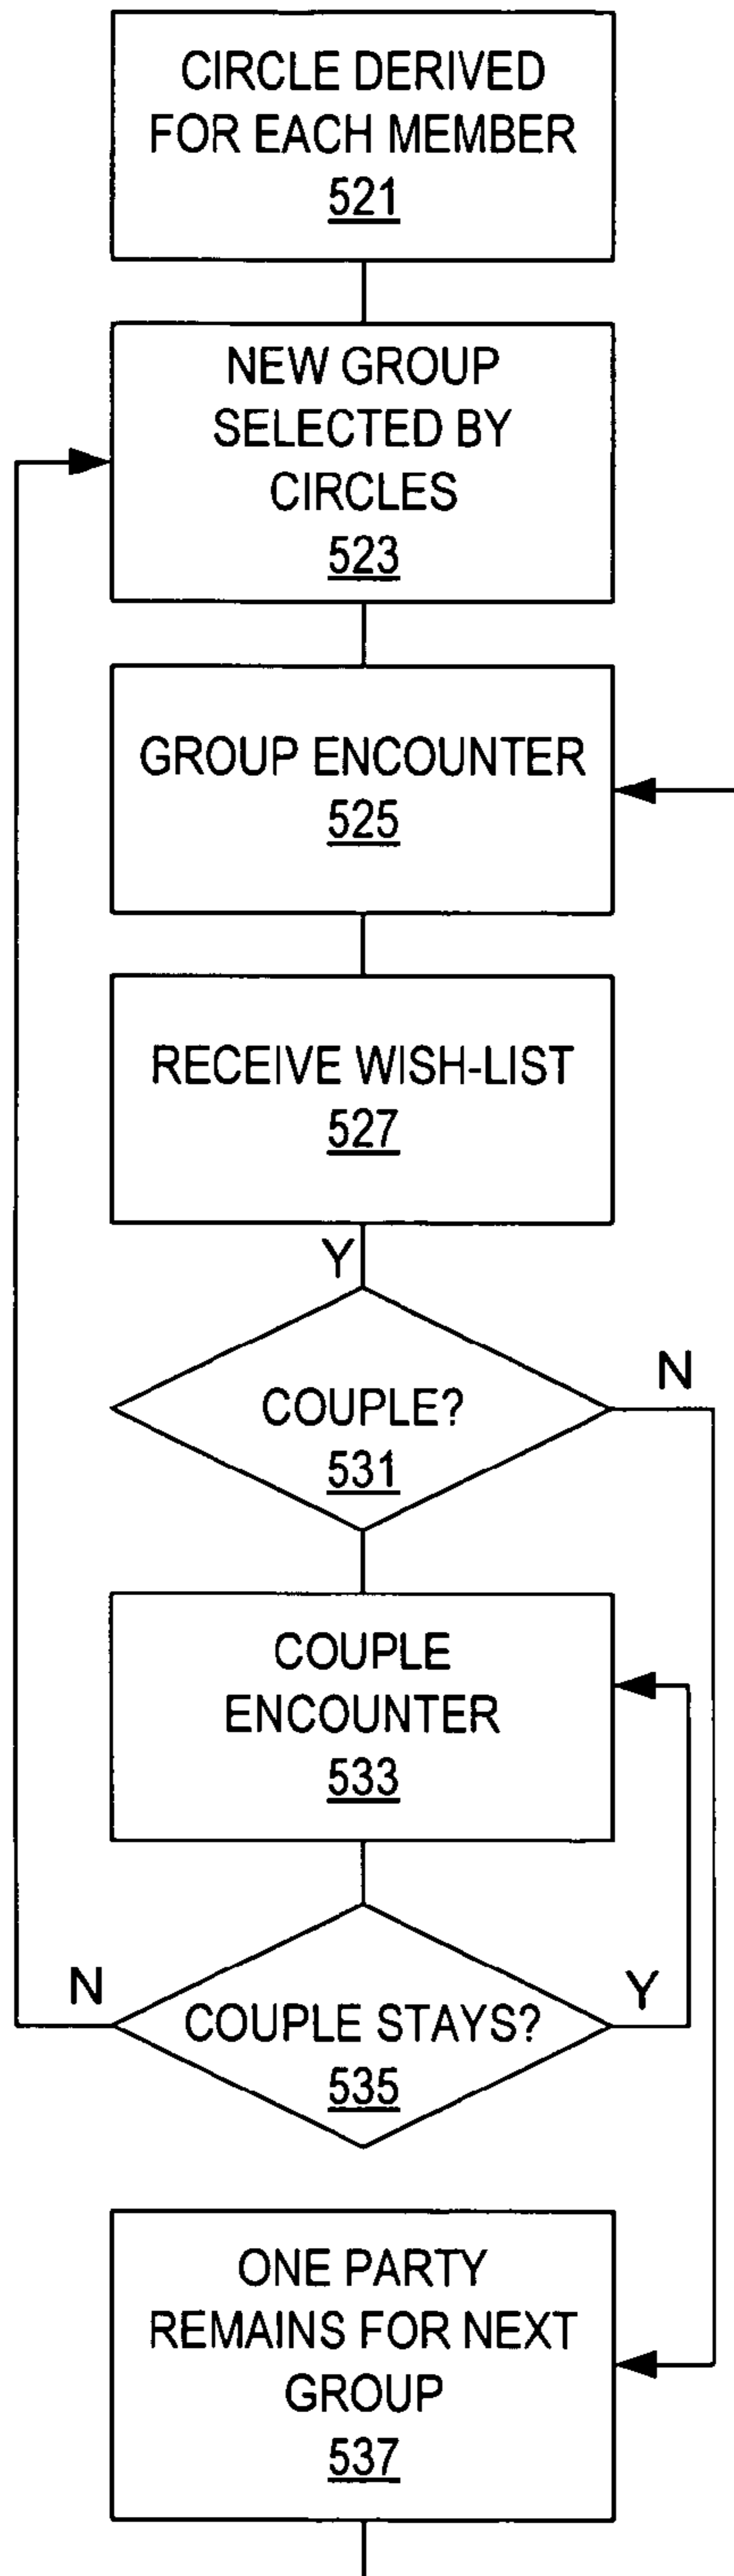 CIRCLE DERIVED
FOR EACH MEMBER
521
NEW GROUP
SELECTED BY
CIRCLES
523
GROUP ENCOUNTER
525
RECEIVE WISH-LIST
527
Y
N
COUPLE?
531
COUPLE
ENCOUNTER
533
N
Y
COUPLE STAYS?
535
ONE PARTY
REMAINS FOR NEXT
GROUP
537